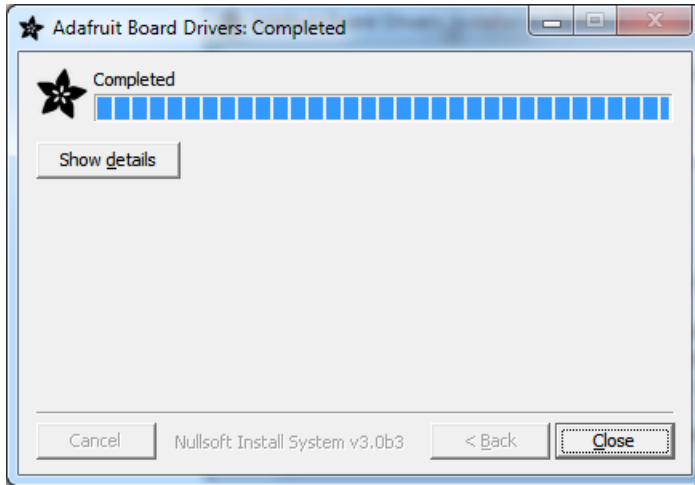 Adafruit Board Drivers: Completed
Completed
Show details
Cancel
Nullsoft Install System v3.0b3
< Back
Close